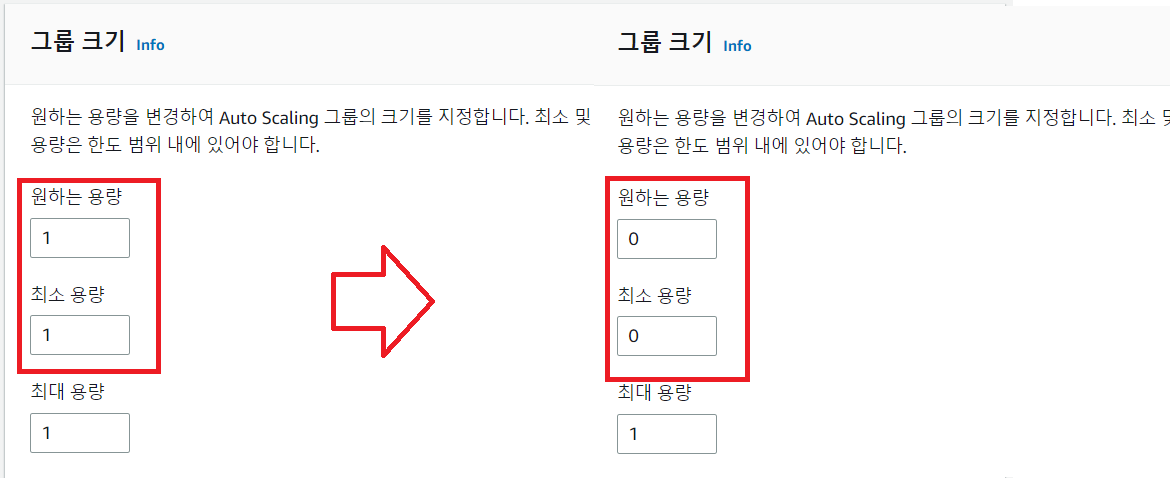 그룹 크기 Info
원하는 용량을 변경하여 Auto Scaling 그룹의 크기를 지정합니다. 최소 및
용량은 한도 범위 내에 있어야 합니다.
원하는 용량
1
최소 용량
1
최대 용량
1
그룹 크기 Info
원하는 용량을 변경하여 Auto Scaling 그룹의 크기를 지정합니다. 최소
용량은 한도 범위 내에 있어야 합니다.
원하는 용량
0
최소 용량
0
최대 용량
1